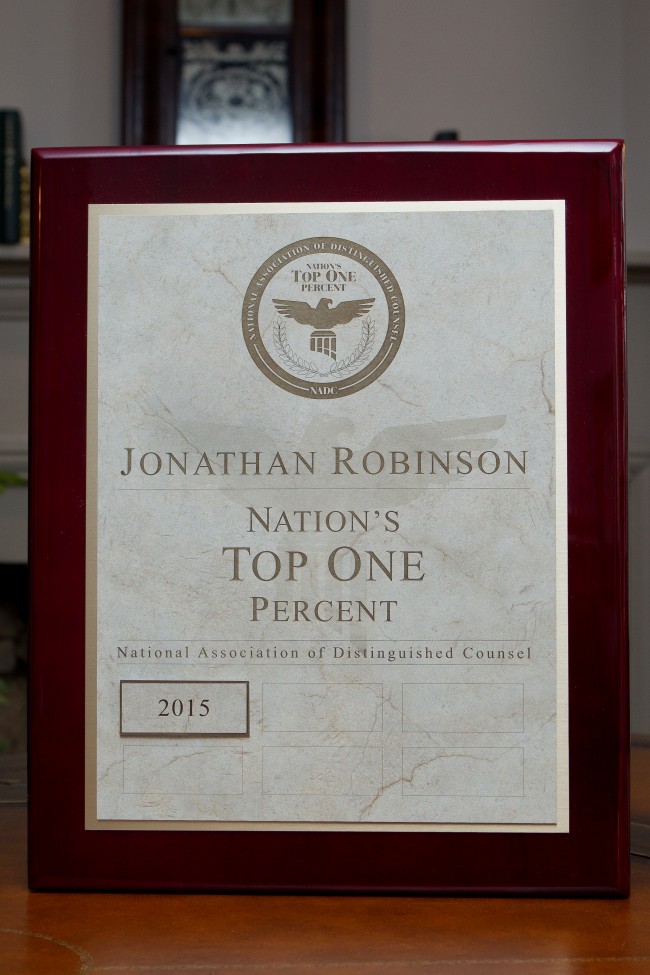 NATIONAL ASSOCIATION OF DISTINGUISHED COUNSEL
NATION'S
TOP ONE
PERCENT
NADC
JONATHAN ROBINSON
NATION'S
TOP ONE
PERCENT
National Association of Distinguished Counsel
2015